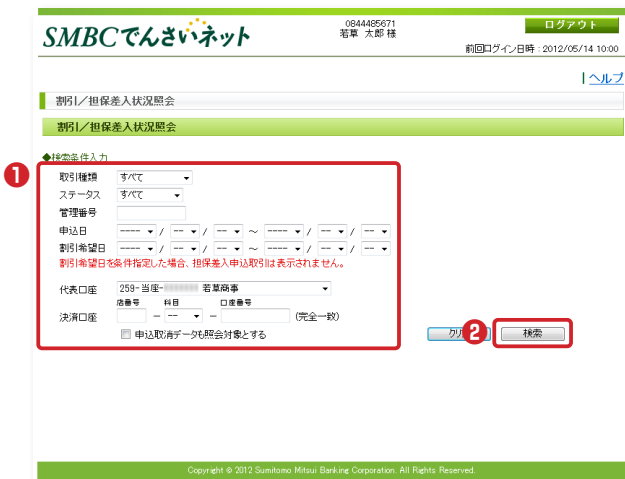 SMBCでんさいネット
0844485671
若草 太郎 様
ログアウト
前回ログイン日時：2012/05/14 10:00
ヘルプ
割引／担保差入状況照会
割引／担保差入状況照会
◆検索条件入力
1
取引種類 すべて
ステータス すべて
管理番号
申込日 ---- / -- / -- ～ ---- / -- / --
割引希望日 ---- / -- / -- ～ ---- / -- / --
割引希望日を条件指定した場合、担保差入申込取引は表示されません。
代表口座 259- 当座- 若草商事
店番号 科目 口座番号
決済口座 － -- － (完全一致)
申込取消データも照会対象とする
2
検索
Copyright © 2012 Sumitomo Mitsui Banking Corporation. All Rights Reserved.